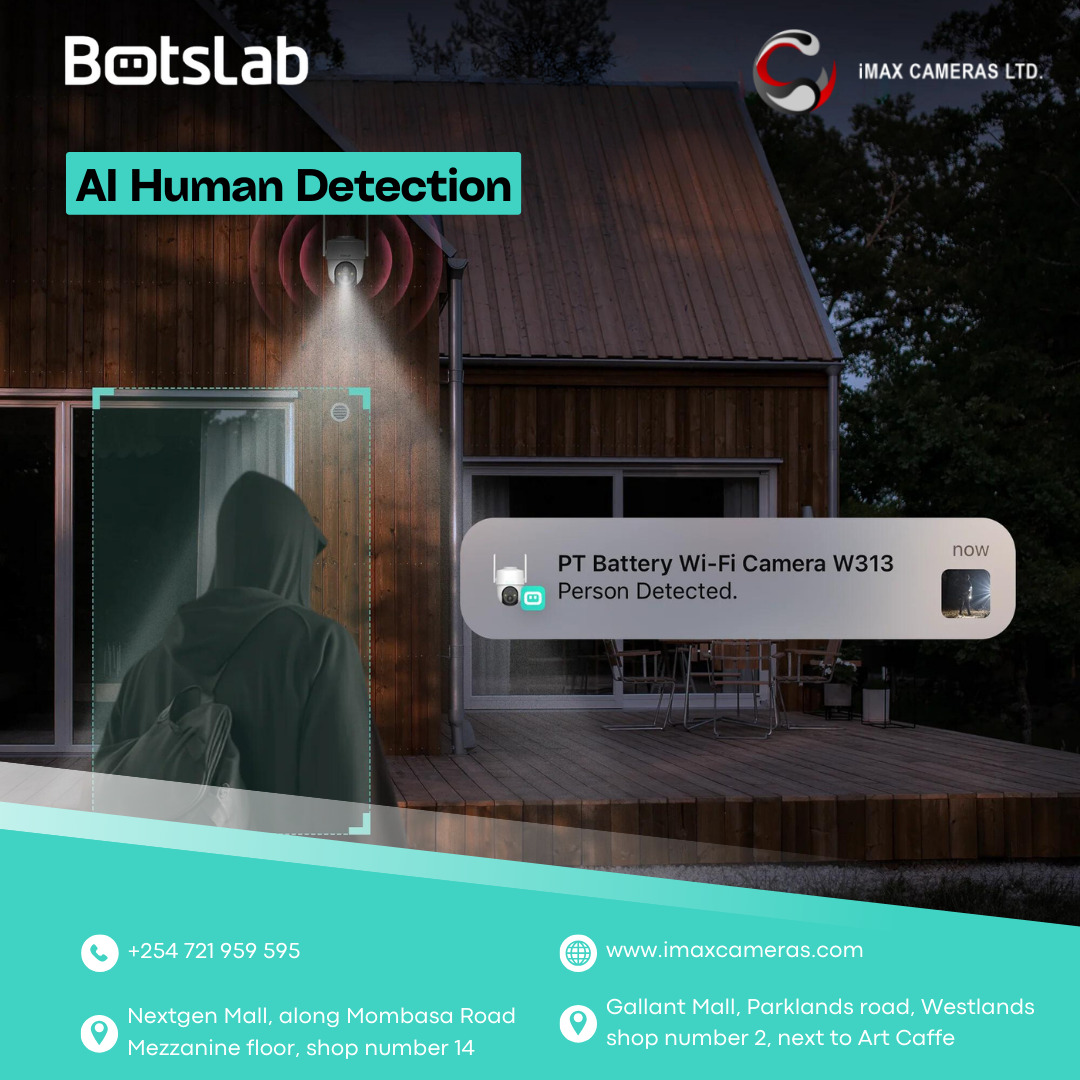 BotsLab
iMAX CAMERAS LTD.
AI Human Detection
now
PT Battery Wi-Fi Camera W313
Person Detected.
+254 721 959 595
www.imaxcameras.com
Nextgen Mall, along Mombasa Road
Mezzanine floor, shop number 14
Gallant Mall, Parklands road, Westlands
shop number 2, next to Art Caffe